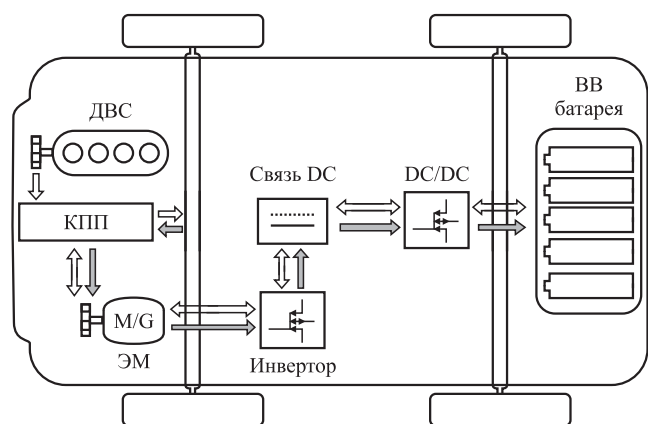 ДВС
ВВ
батарея
Связь DC
DC/DC
КПП
M/G
ЭМ
Инвертор